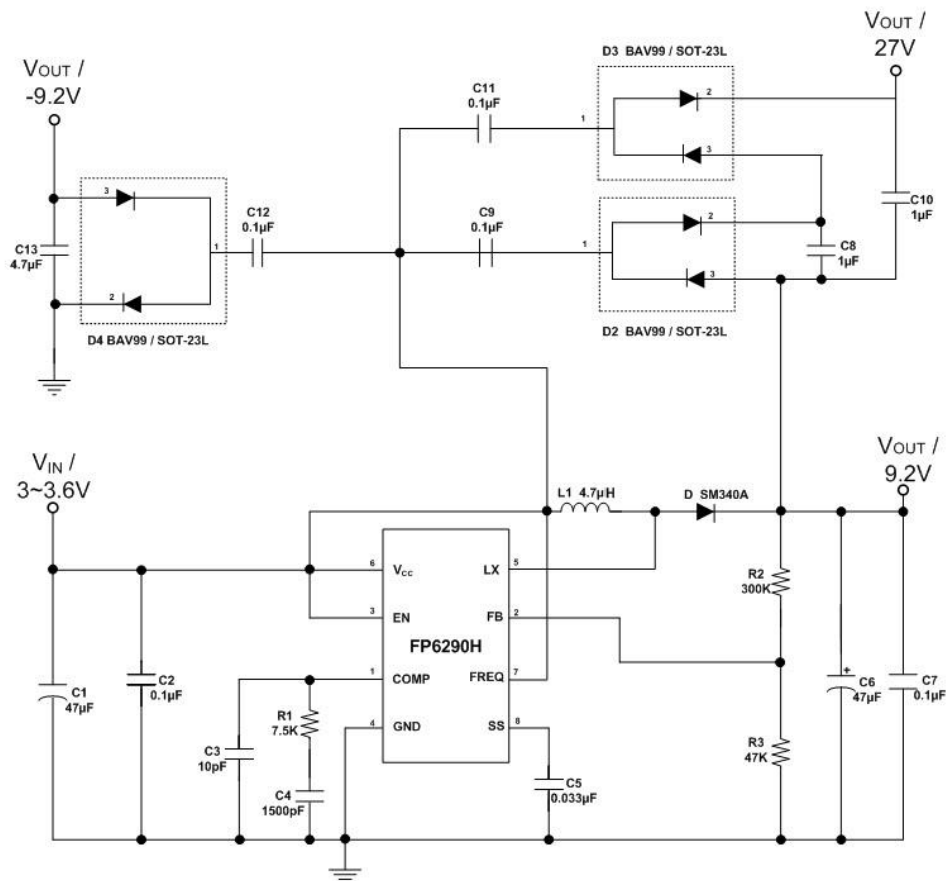 D3 BAV99 / SOT-23L
VOUT /
27V
VOUT /
-9.2V
C11
0.1µF
1
2
3
3
C13
4.7µF
1
2
C12
0.1µF
D4 BAV99 / SOT-23L
C9
0.1µF
1
2
3
C8
1µF
C10
1µF
D2 BAV99 / SOT-23L
VIN /
3~3.6V
L1 4.7µH
D SM340A
VOUT /
9.2V
6
VCC
LX
5
3
EN
FB
2
FP6290H
1
COMP
FREQ
7
4
GND
SS
8
R2
300K
R3
47K
C1
47µF
C2
0.1µF
C3
10pF
R1
7.5K
C4
1500pF
C5
0.033µF
+
C6
47µF
C7
0.1µF